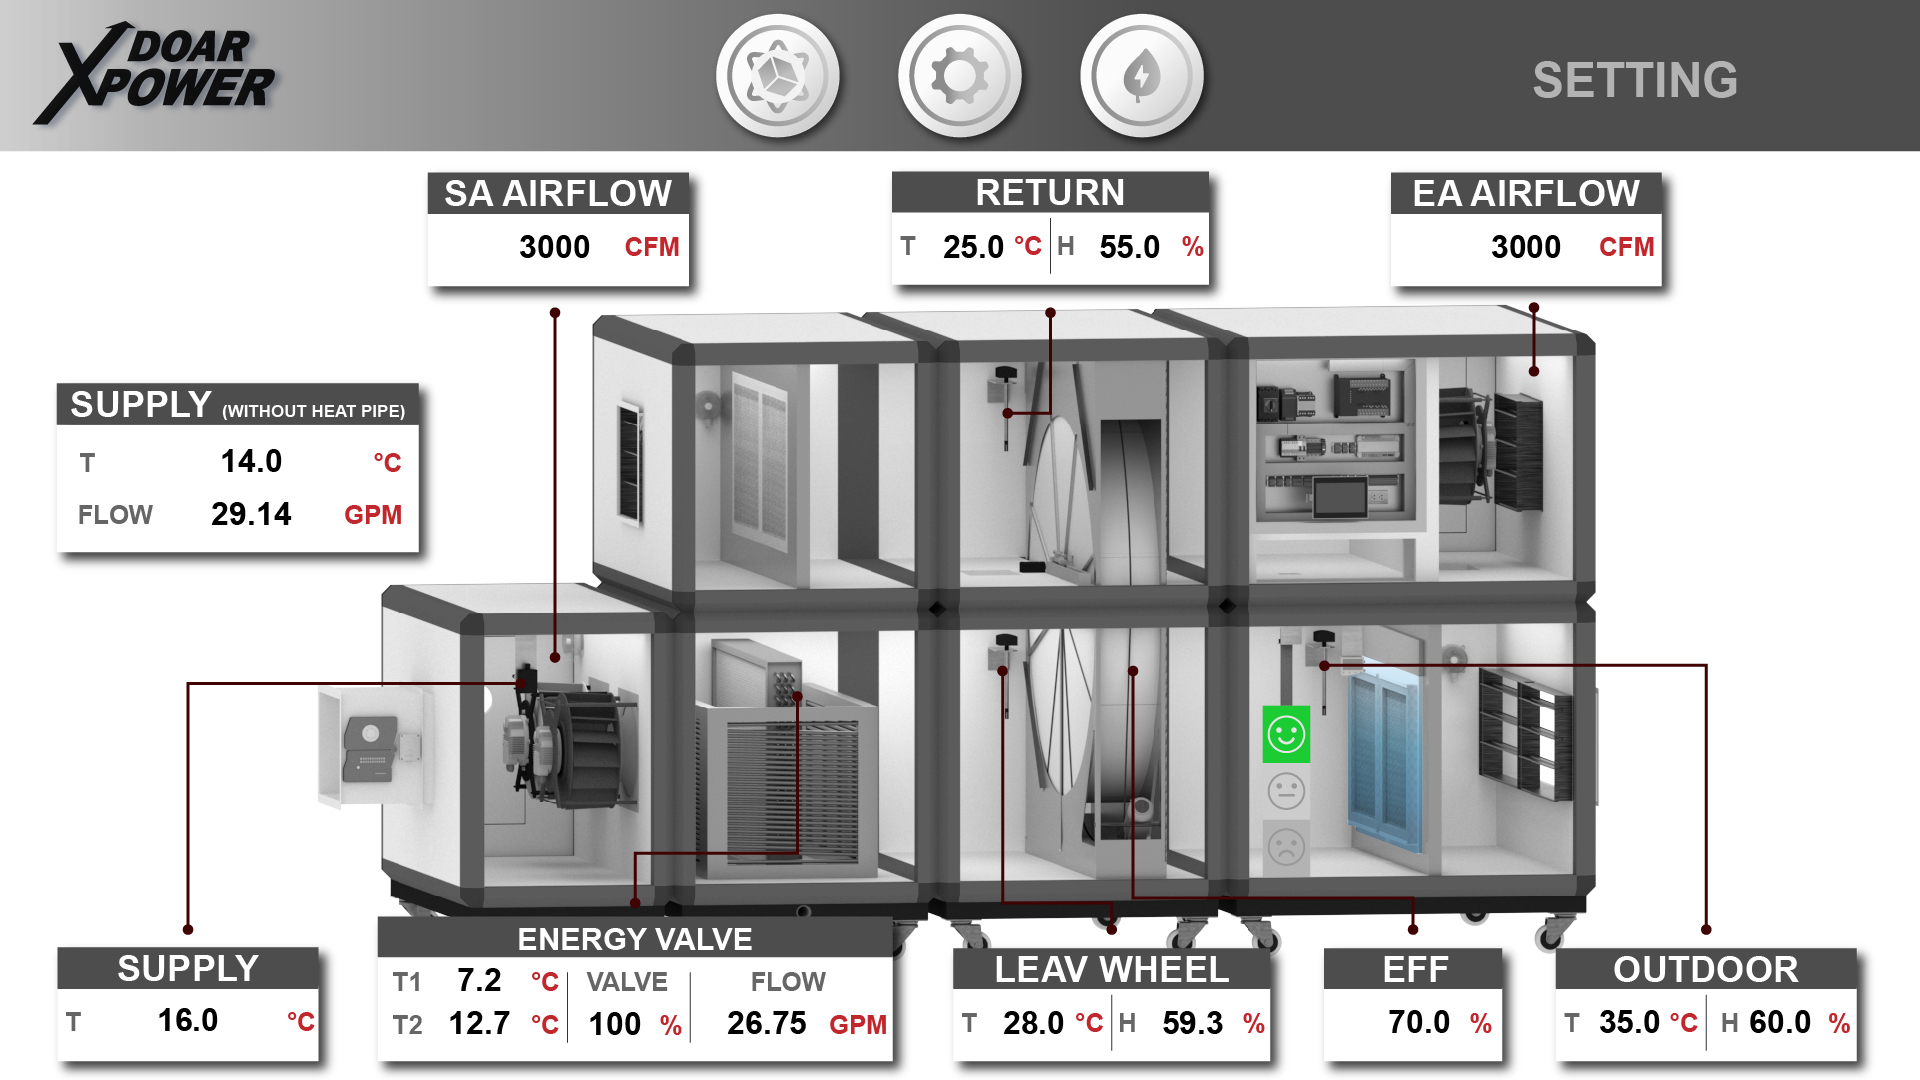 DOAR
XPOWER
SETTING
SA AIRFLOW
3000 CFM
RETURN
T 25.0 °C H 55.0 %
EA AIRFLOW
3000 CFM
SUPPLY (WITHOUT HEAT PIPE)
T 14.0 °C
FLOW 29.14 GPM
SUPPLY
T 16.0 °C
ENERGY VALVE
T1 7.2 °C VALVE FLOW
T2 12.7 °C 100 % 26.75 GPM
LEAV WHEEL
T 28.0 °C H 59.3 %
EFF
70.0 %
OUTDOOR
T 35.0 °C H 60.0 %